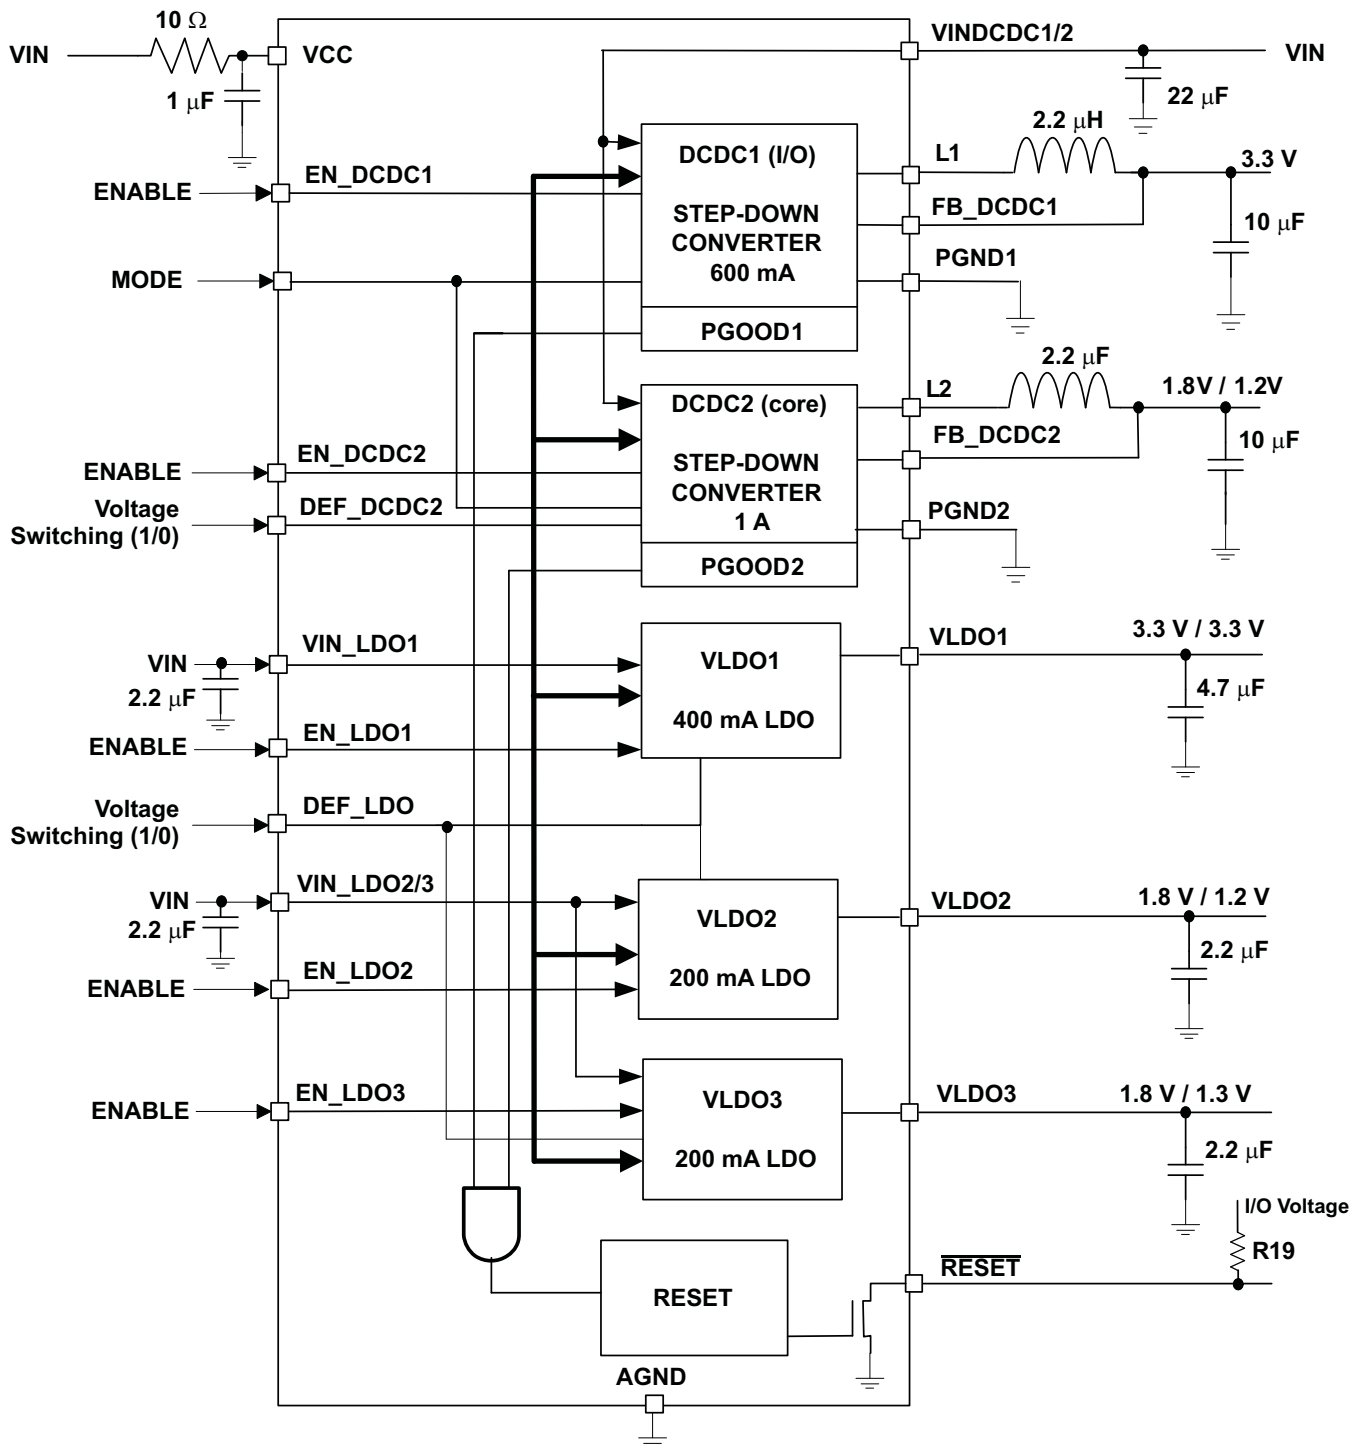 10 Ω
VIN
VCC
1 μF
VINDCDC1/2
VIN
22 μF
2.2 μH
DCDC1 (I/O)
STEP-DOWN
CONVERTER
600 mA
PGOOD1
L1
3.3 V
FB_DCDC1
10 μF
PGND1
ENABLE
EN_DCDC1
MODE
2.2 μF
DCDC2 (core)
STEP-DOWN
CONVERTER
1 A
PGOOD2
L2
1.8V / 1.2V
FB_DCDC2
10 μF
PGND2
ENABLE
EN_DCDC2
Voltage
Switching (1/0)
DEF_DCDC2
VIN
VIN_LDO1
2.2 μF
VLDO1
400 mA LDO
VLDO1
3.3 V / 3.3 V
4.7 μF
ENABLE
EN_LDO1
Voltage
Switching (1/0)
DEF_LDO
VIN
VIN_LDO2/3
2.2 μF
VLDO2
200 mA LDO
VLDO2
1.8 V / 1.2 V
2.2 μF
ENABLE
EN_LDO2
ENABLE
EN_LDO3
VLDO3
200 mA LDO
VLDO3
1.8 V / 1.3 V
2.2 μF
I/O Voltage
R19
RESET
RESET
AGND